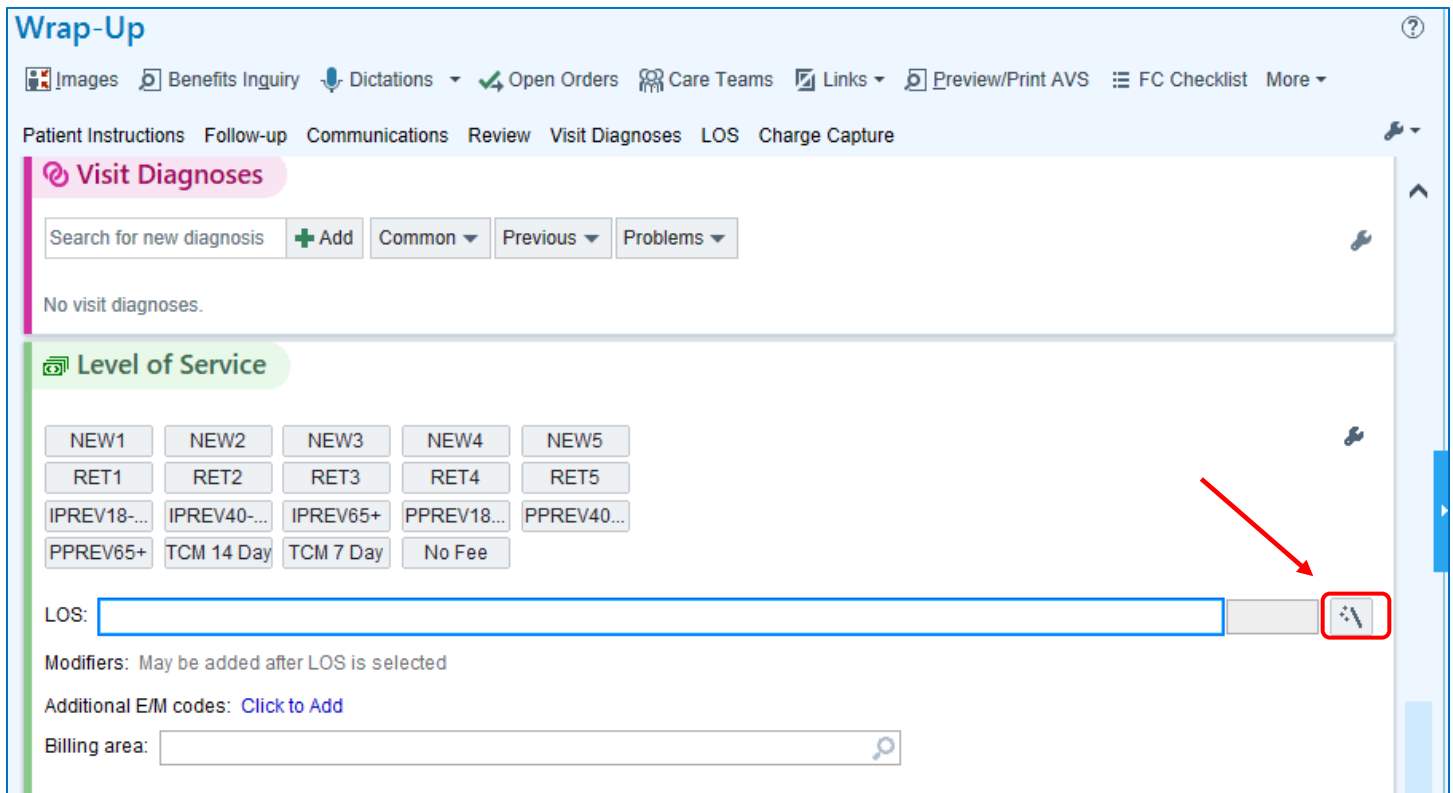 Wrap-Up
Images Benefits Inquiry Dictations Open Orders Care Teams Links Preview/Print AVS FC Checklist More
Patient Instructions Follow-up Communications Review Visit Diagnoses LOS Charge Capture
Visit Diagnoses
Search for new diagnosis Add Common Previous Problems
No visit diagnoses.
Level of Service
NEW1 NEW2 NEW3 NEW4 NEW5
RET1 RET2 RET3 RET4 RET5
IPREV18-... IPREV40-... IPREV65+ PPREV18... PPREV40...
PPREV65+ TCM 14 Day TCM 7 Day No Fee
LOS:
Modifiers: May be added after LOS is selected
Additional E/M codes: Click to Add
Billing area: